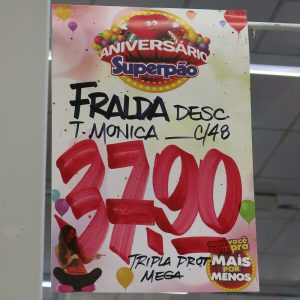 ANIVERSÁRIO
Superpão
FRALDA DESC.
T. MONICA _ C/48
37,90
TRIPLA PROT
MEGA
você
pra
MAIS
POR
MENOS